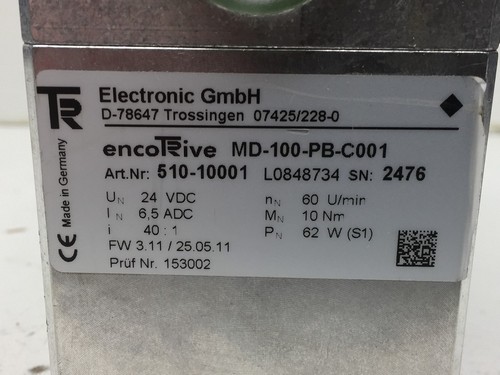 TR Electronic GmbH
D-78647 Trossingen 07425/228-0
encoTRive MD-100-PB-C001
Art.Nr: 510-10001 L0848734 SN: 2476
UN 24 VDC nN 60 U/min
IN 6,5 ADC MN 10 Nm
i 40 : 1 PN 62 W (S1)
FW 3.11 / 25.05.11
Prüf Nr. 153002
CE Made in Germany